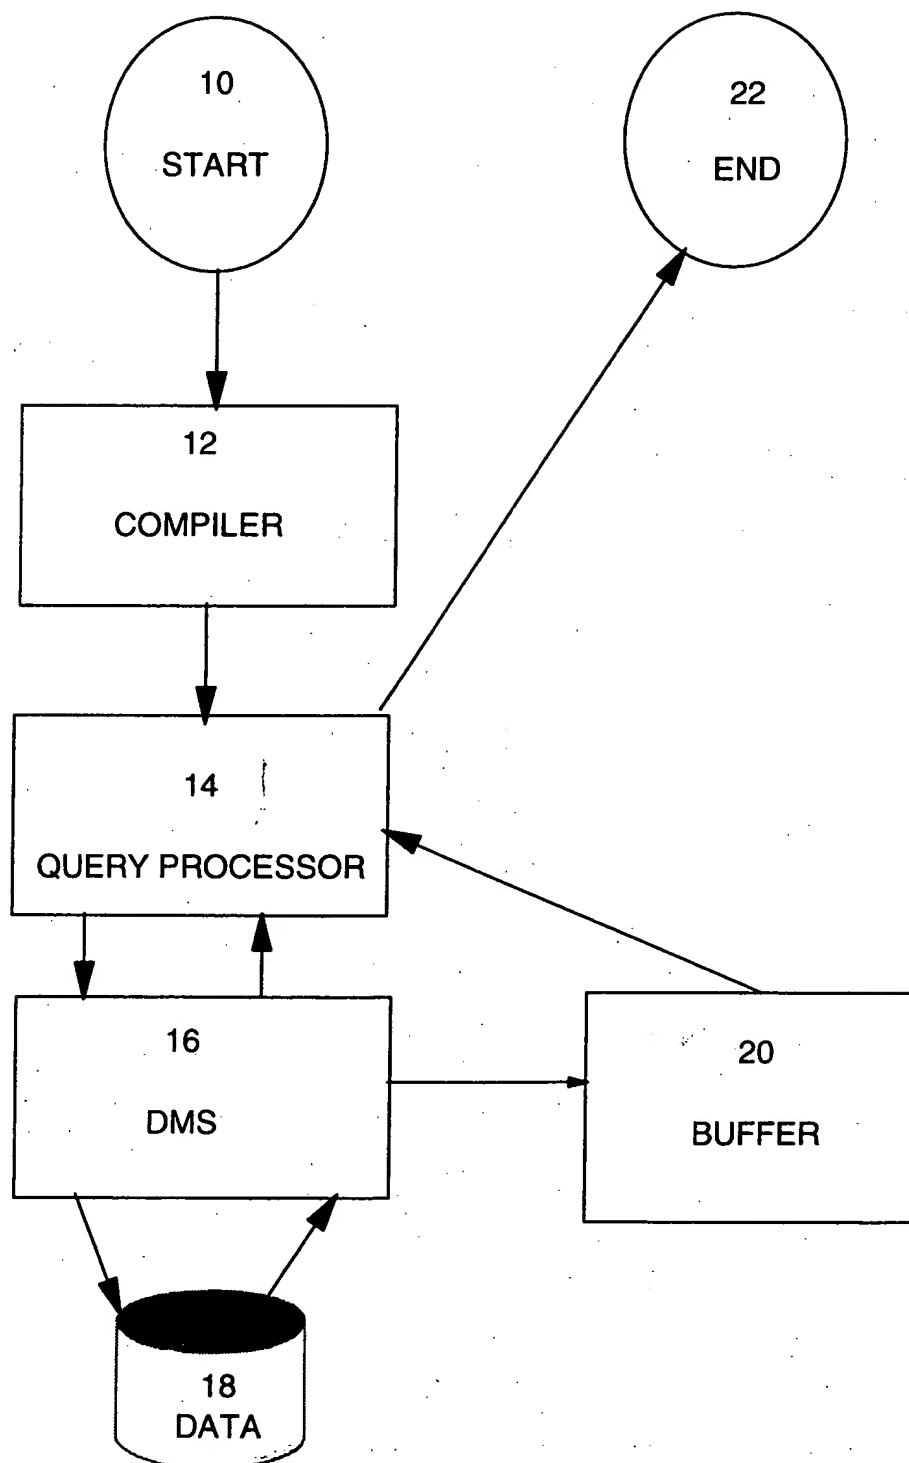 10
START
22
END
12
COMPILER
14
QUERY PROCESSOR
16
DMS
20
BUFFER
18
DATA